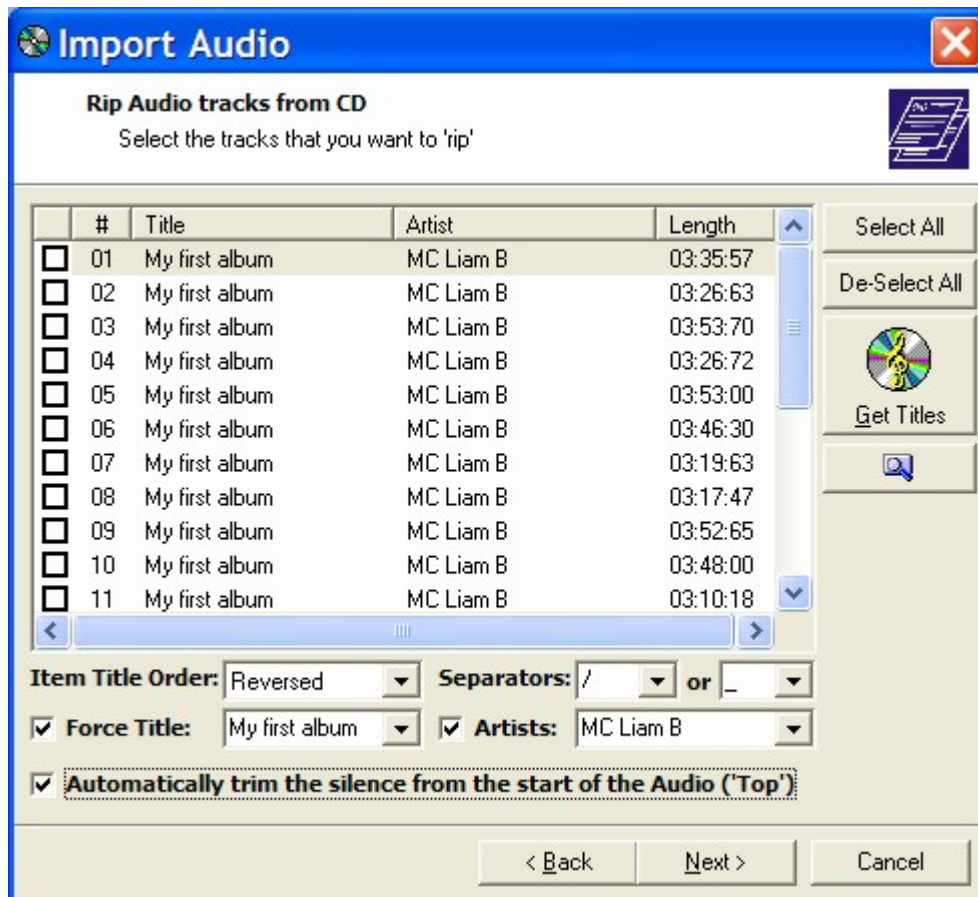 Import Audio
Rip Audio tracks from CD
Select the tracks that you want to 'rip'
# Title Artist Length
01 My first album MC Liam B 03:35:57
02 My first album MC Liam B 03:26:63
03 My first album MC Liam B 03:53:70
04 My first album MC Liam B 03:26:72
05 My first album MC Liam B 03:53:00
06 My first album MC Liam B 03:46:30
07 My first album MC Liam B 03:19:63
08 My first album MC Liam B 03:17:47
09 My first album MC Liam B 03:52:65
10 My first album MC Liam B 03:48:00
11 My first album MC Liam B 03:10:18
Select All
De-Select All
Get Titles
Item Title Order: Reversed Separators: / or _
Force Title: My first album Artists: MC Liam B
Automatically trim the silence from the start of the Audio ('Top')
< Back Next > Cancel